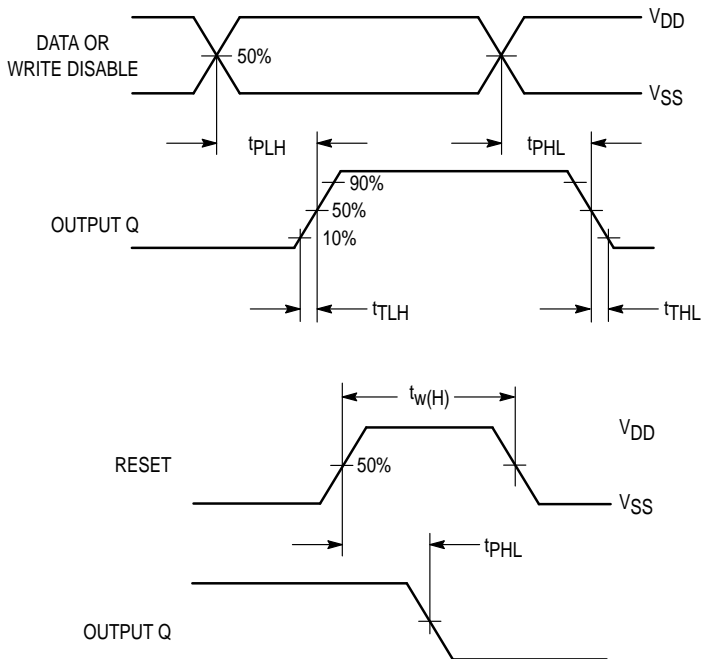 DATA OR
WRITE DISABLE
50%
VDD
VSS
tPLH
tPHL
OUTPUT Q
90%
50%
10%
tTLH
tTHL
tw(H)
RESET
50%
VDD
VSS
tPHL
OUTPUT Q